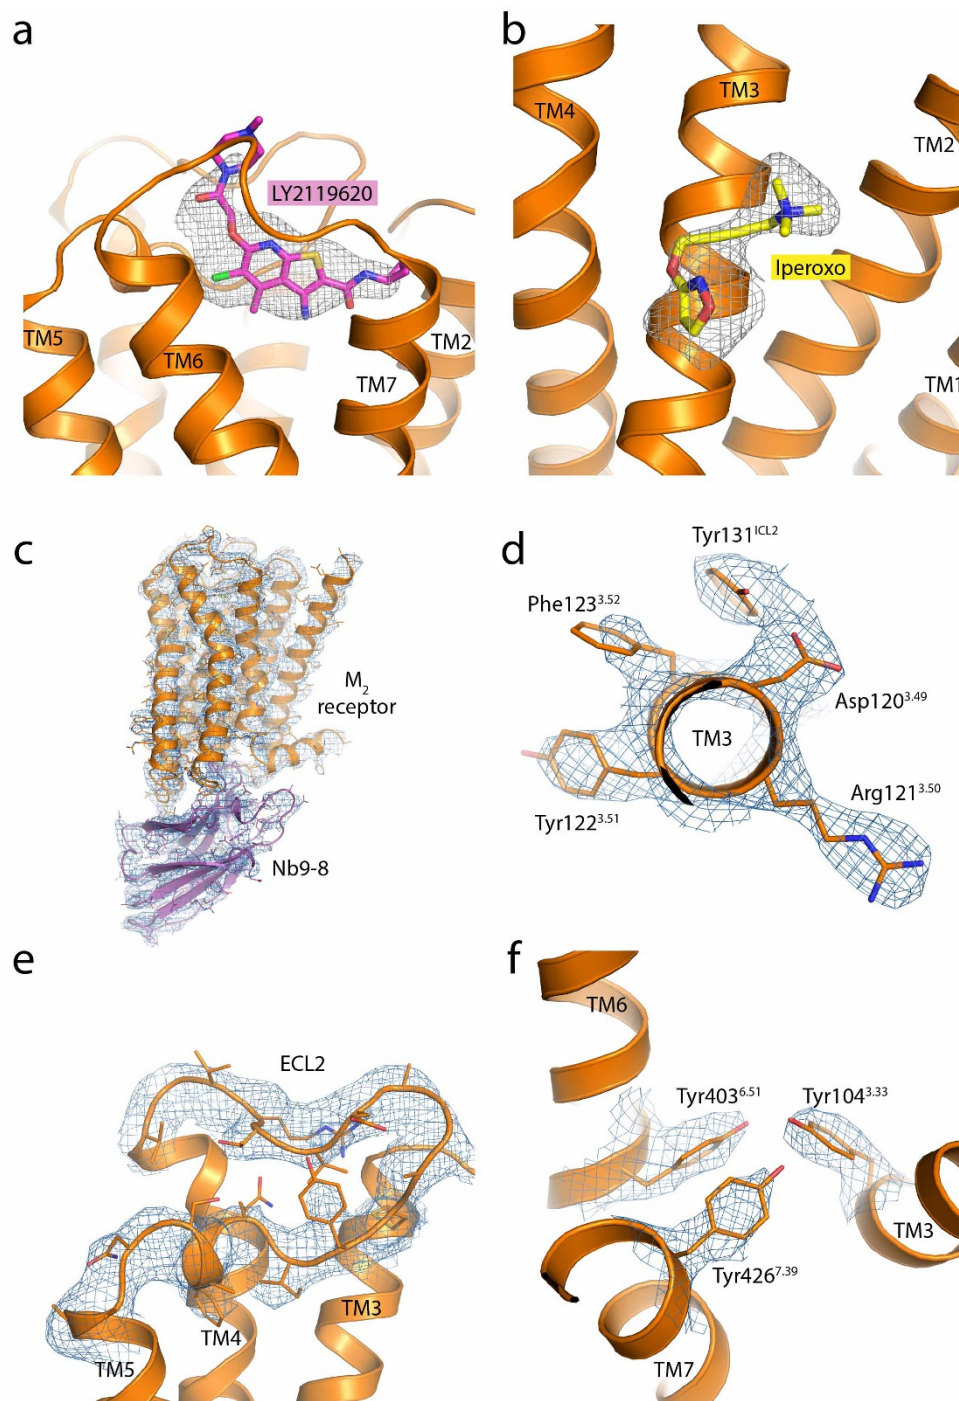 a
LY2119620
TM5
TM6
TM7
TM2
b
TM4
TM3
TM2
Iperoxo
TM1
c
M₂
receptor
Nb9-8
d
Tyr131ᴵᶜᴸ²
Phe123³·⁵²
Asp120³·⁴⁹
TM3
Arg121³·⁵⁰
Tyr122³·⁵¹
e
ECL2
TM3
TM4
TM5
f
TM6
Tyr403⁶·⁵¹
Tyr104³·³³
TM3
Tyr426⁷·³⁹
TM7